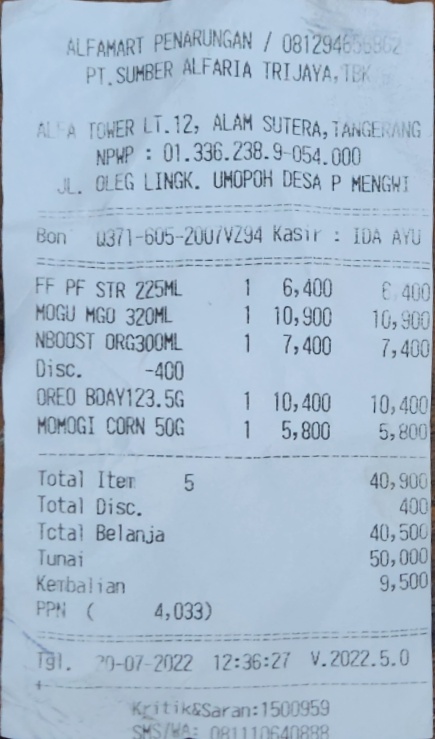 ALFAMART PENARUNGAN /
PT.SUMBER ALFARIA TRIJAYA, TBK
ALFA TOWER LT.12, ALAM SUTERA, TANGERANG
NPWP : 01.336.238.9-054.000
JL. OLEG LINGK. UMOPOH DESA P MENGWI
Bon Q371-605-2007VZ94 Kasir : IDA AYU
FF PF STR 225ML 1 6,400 6,400
MOGU MGO 320ML 1 10,900 10,900
NBOOST ORG300ML 1 7,400 7,400
Disc. -400
OREO BDAY123.5G 1 10,400 10,400
MOMOGI CORN 50G 1 5,800 5,800
Total Item 5 40,900
Total Disc. 400
Total Belanja 40,500
Tunai 50,000
Kembalian 9,500
PPN ( 4,033)
Tgl. 20-07-2022 12:36:27 V.2022.5.0
Kritik&Saran:1500959
SMS/WA: 081110640888